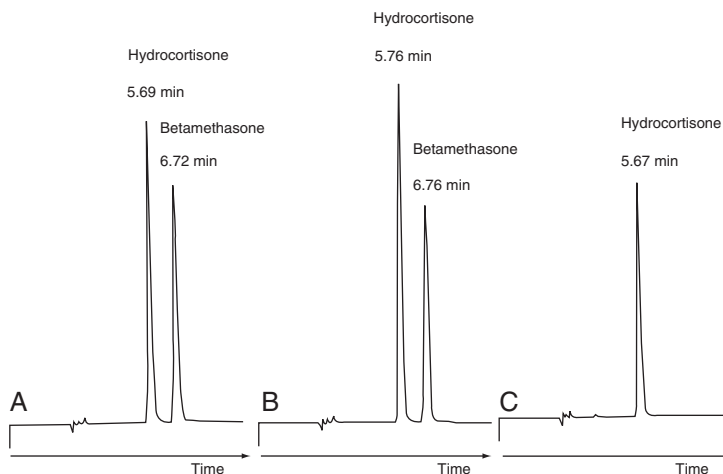 Hydrocortisone
5.69 min
Betamethasone
6.72 min
A
Time
Hydrocortisone
5.76 min
Betamethasone
6.76 min
B
Time
Hydrocortisone
5.67 min
C
Time